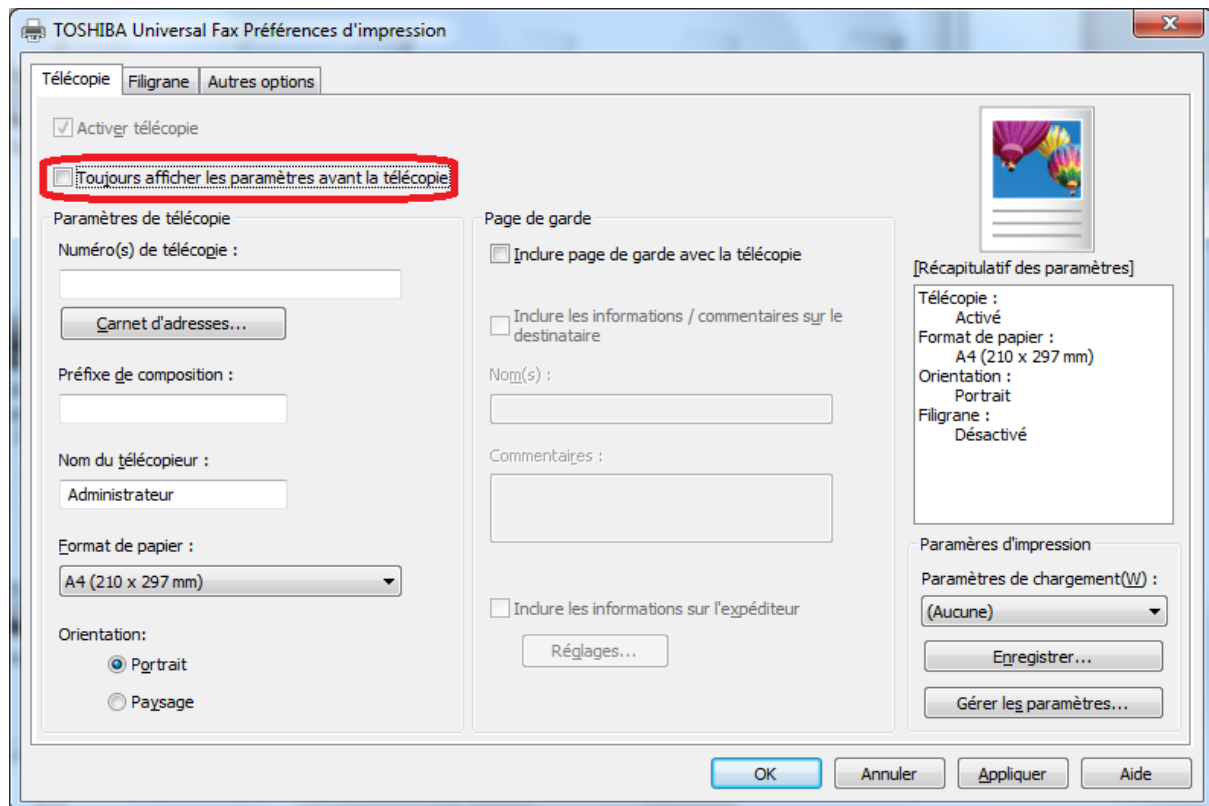 TOSHIBA Universal Fax Préférences d'impression
Télécopie
Filigrane
Autres options
Activer télécopie
Toujours afficher les paramètres avant la télécopie
Paramètres de télécopie
Numéro(s) de télécopie :
Carnet d'adresses...
Préfixe de composition :
Nom du télécopieur :
Administrateur
Format de papier :
A4 (210 x 297 mm)
Orientation:
Portrait
Paysage
Page de garde
Inclure page de garde avec la télécopie
Inclure les informations / commentaires sur le
destinataire
Nom(s) :
Commentaires :
Inclure les informations sur l'expéditeur
Réglages...
[Récapitulatif des paramètres]
Télécopie :
Activé
Format de papier :
A4 (210 x 297 mm)
Orientation :
Portrait
Filigrane :
Désactivé
Paramères d'impression
Paramètres de chargement(W) :
(Aucune)
Enregistrer...
Gérer les paramètres...
OK
Annuler
Appliquer
Aide